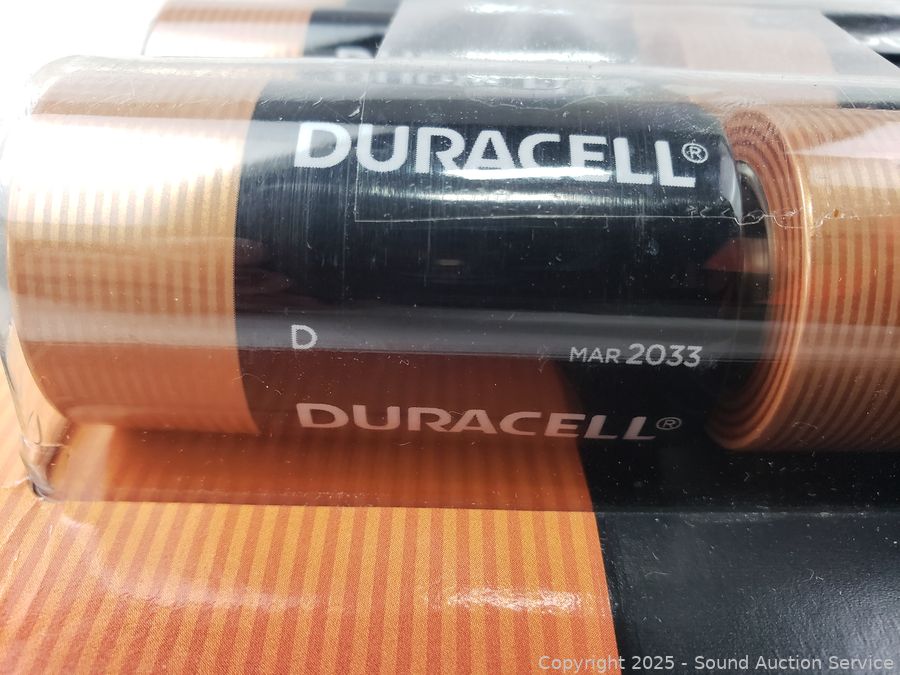 DURACELL®
D
MAR 2033
DURACELL®
Copyright 2025 - Sound Auction Service